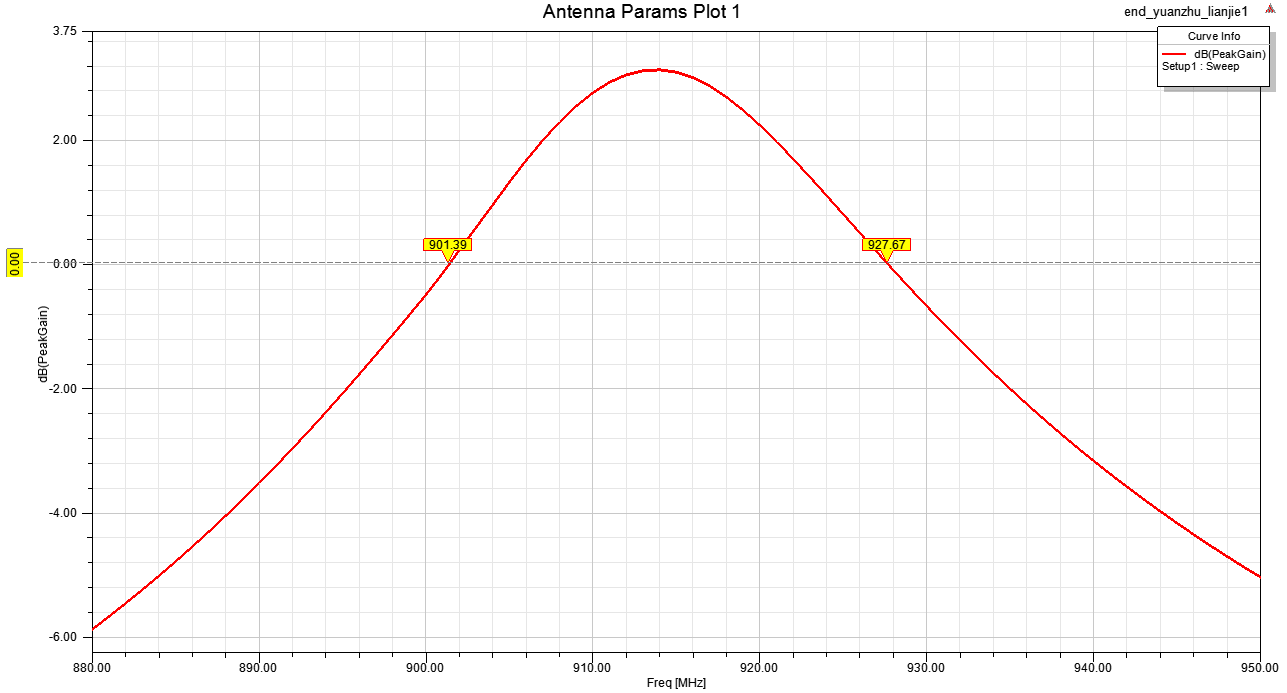 Antenna Params Plot 1
end_yuanzhu_lianjie1
Curve Info
dB(PeakGain)
Setup1 : Sweep
3.75
2.00
0.00
-2.00
-4.00
-6.00
0.00
dB(PeakGain)
901.39
927.67
880.00 890.00 900.00 910.00 920.00 930.00 940.00 950.00
Freq [MHz]